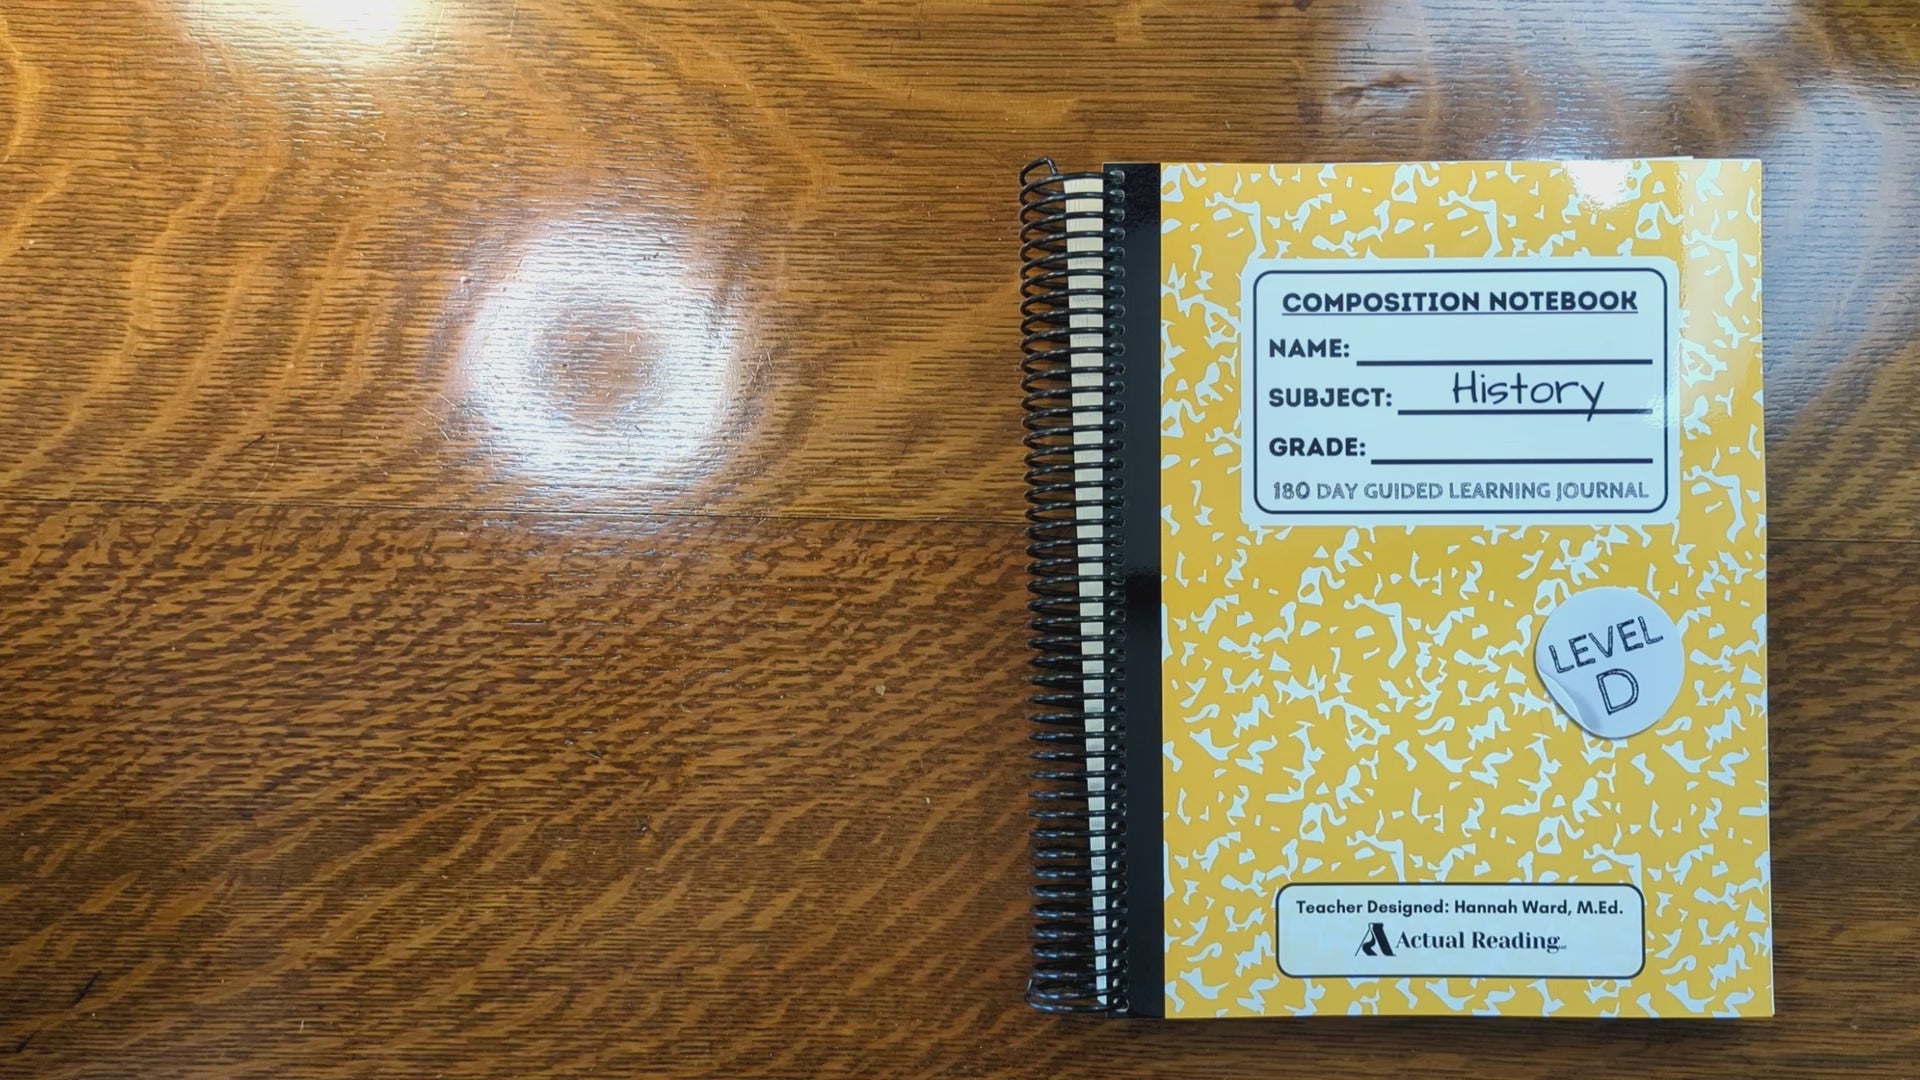 COMPOSITION NOTEBOOK
NAME:
SUBJECT: History
GRADE:
180 DAY GUIDED LEARNING JOURNAL
LEVEL
D
Teacher Designed: Hannah Ward, M.Ed.
Actual Reading